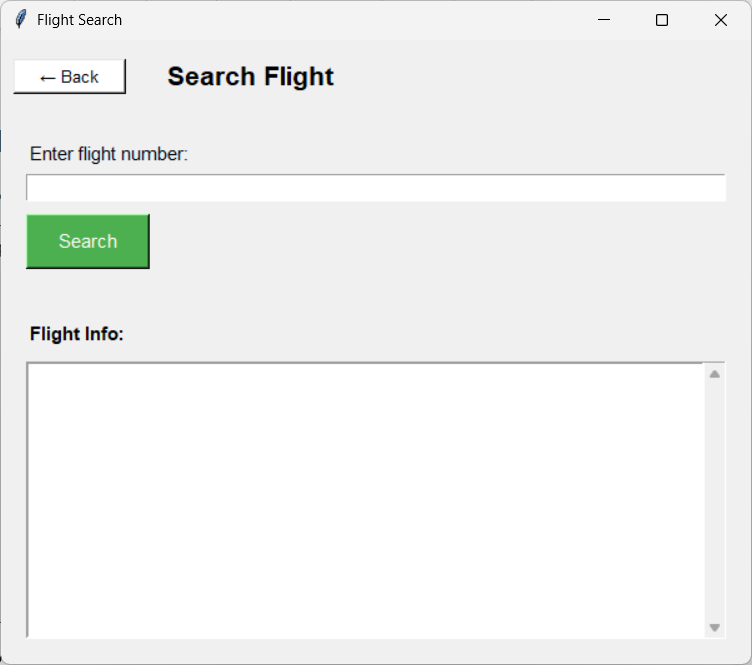 Flight Search
← Back
Search Flight
Enter flight number:
Search
Flight Info: